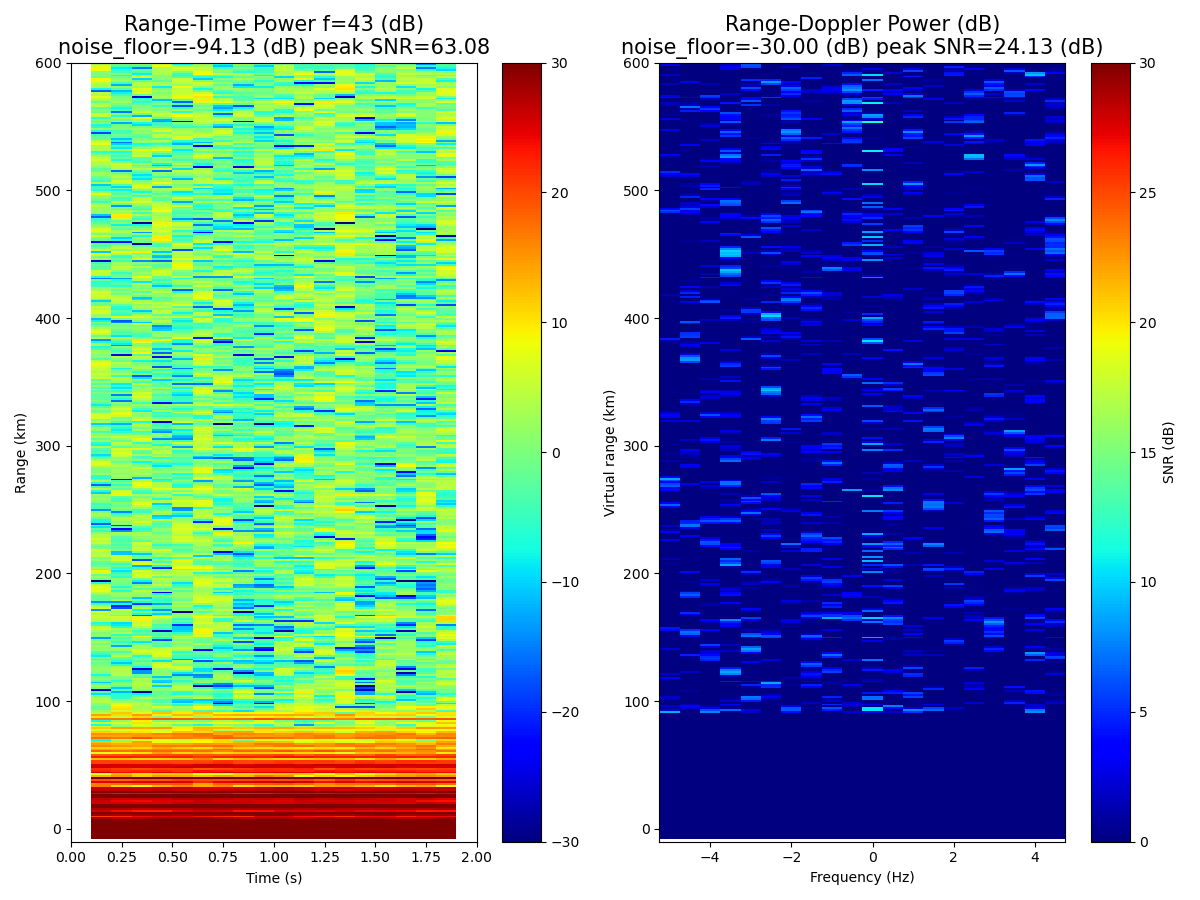 Range-Time Power f=43 (dB)
noise_floor=-94.13 (dB) peak SNR=63.08
Range (km)
600
500
400
300
200
100
0
0.00 0.25 0.50 0.75 1.00 1.25 1.50 1.75 2.00
Time (s)
30
20
10
0
−10
−20
−30
Range-Doppler Power (dB)
noise_floor=-30.00 (dB) peak SNR=24.13 (dB)
Virtual range (km)
600
500
400
300
200
100
0
−4 −2 0 2 4
Frequency (Hz)
30
25
20
15
10
5
0
SNR (dB)